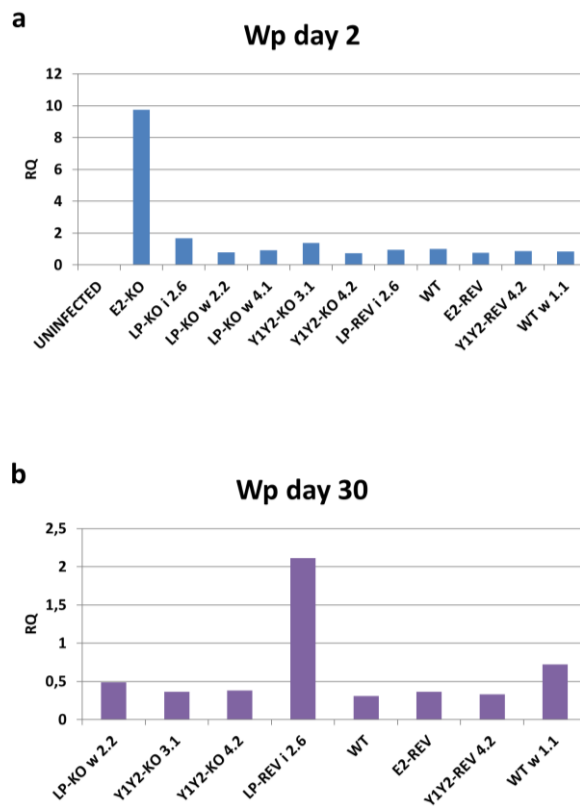 a
Wp day 2
12
10
8
6
4
2
0
RQ
UNINFECTED
E2-KO
LP-KO i 2.6
LP-KO w 2.2
LP-KO w 4.1
Y1Y2-KO 3.1
Y1Y2-KO 4.2
LP-REV i 2.6
WT
E2-REV
Y1Y2-REV 4.2
WT w 1.1
b
Wp day 30
2,5
2
1,5
1
0,5
0
RQ
LP-KO w 2.2
Y1Y2-KO 3.1
Y1Y2-KO 4.2
LP-REV i 2.6
WT
E2-REV
Y1Y2-REV 4.2
WT w 1.1